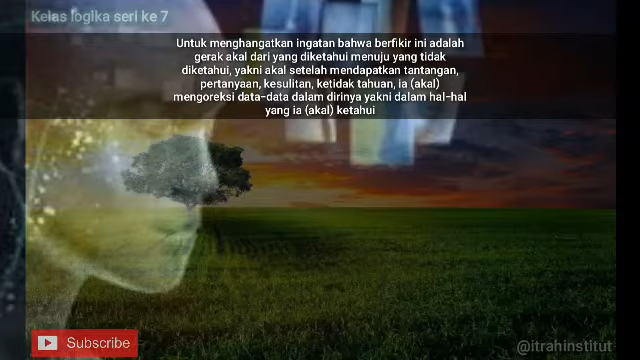 Kelas logika seri ke 7
Untuk menghangatkan ingatan bahwa berfikir ini adalah
gerak akal dari yang diketahui menuju yang tidak
diketahui, yakni akal setelah mendapatkan tantangan,
pertanyaan, kesulitan, ketidak tahuan, ia (akal)
mengoreksi data-data dalam dirinya yakni dalam hal-hal
yang ia (akal) ketahui
Subscribe
@itrahinstitut